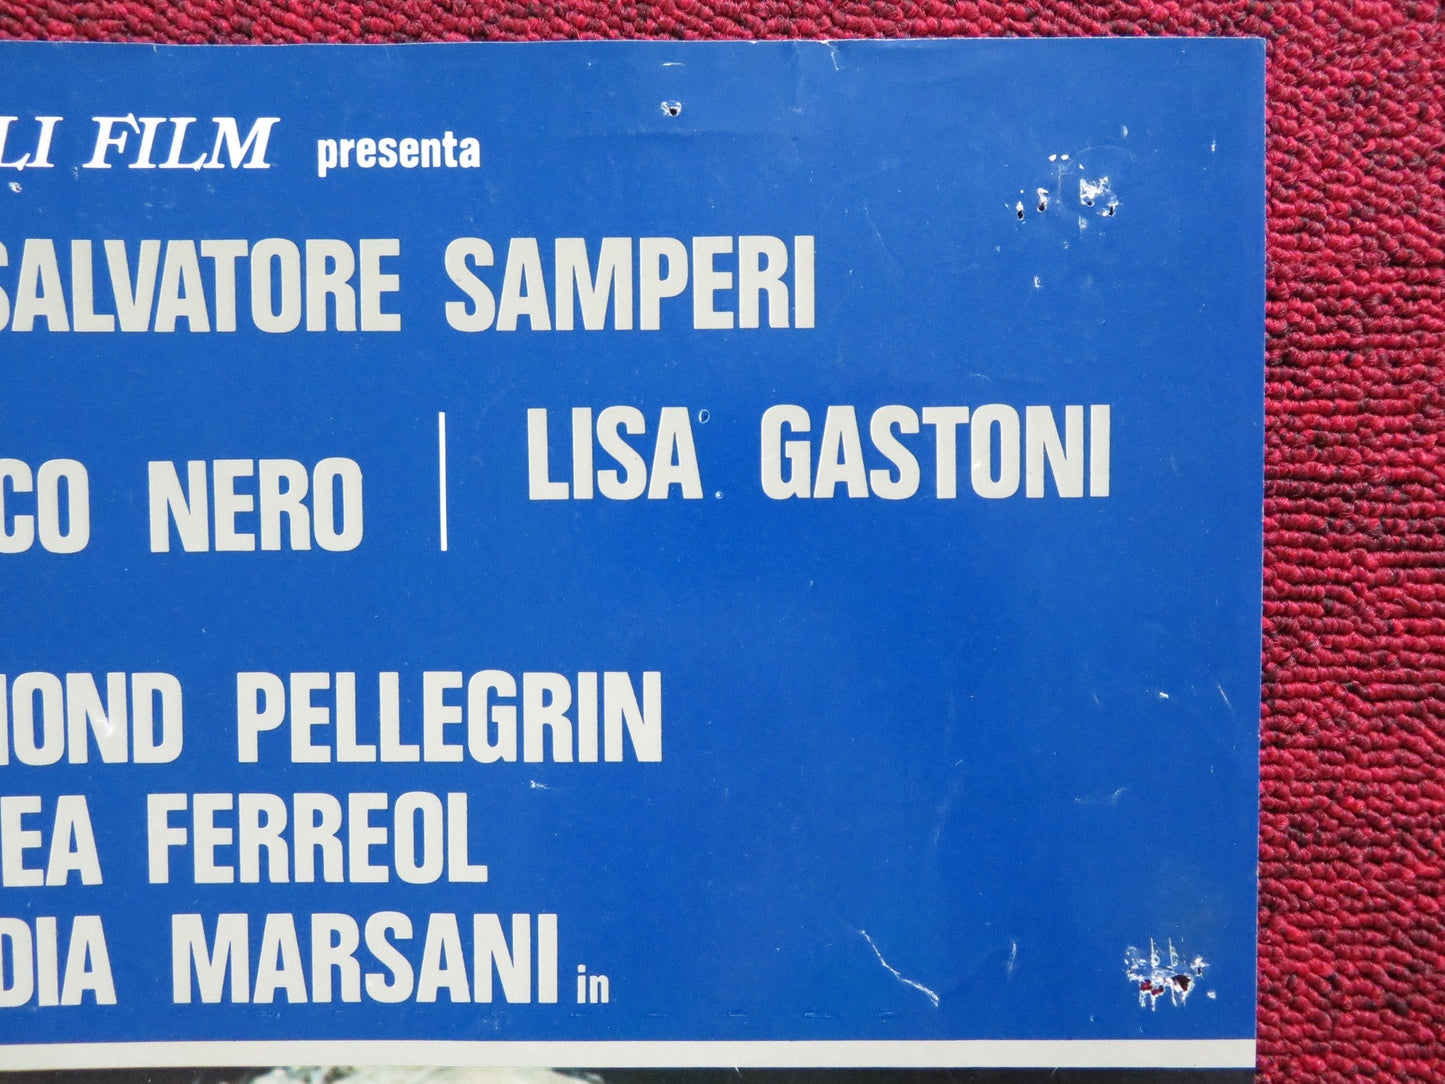 LI FILM presenta
SALVATORE SAMPERI
CO NERO | LISA GASTONI
MOND PELLEGRIN
EA FERREOL
DIA MARSANI in